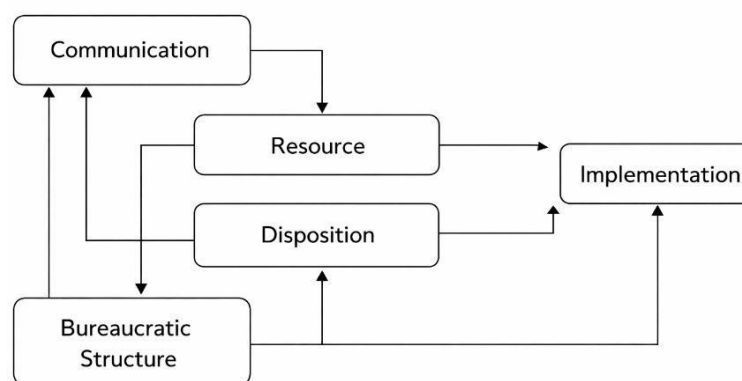 Communication
Resource
Implementation
Disposition
Bureaucratic
Structure